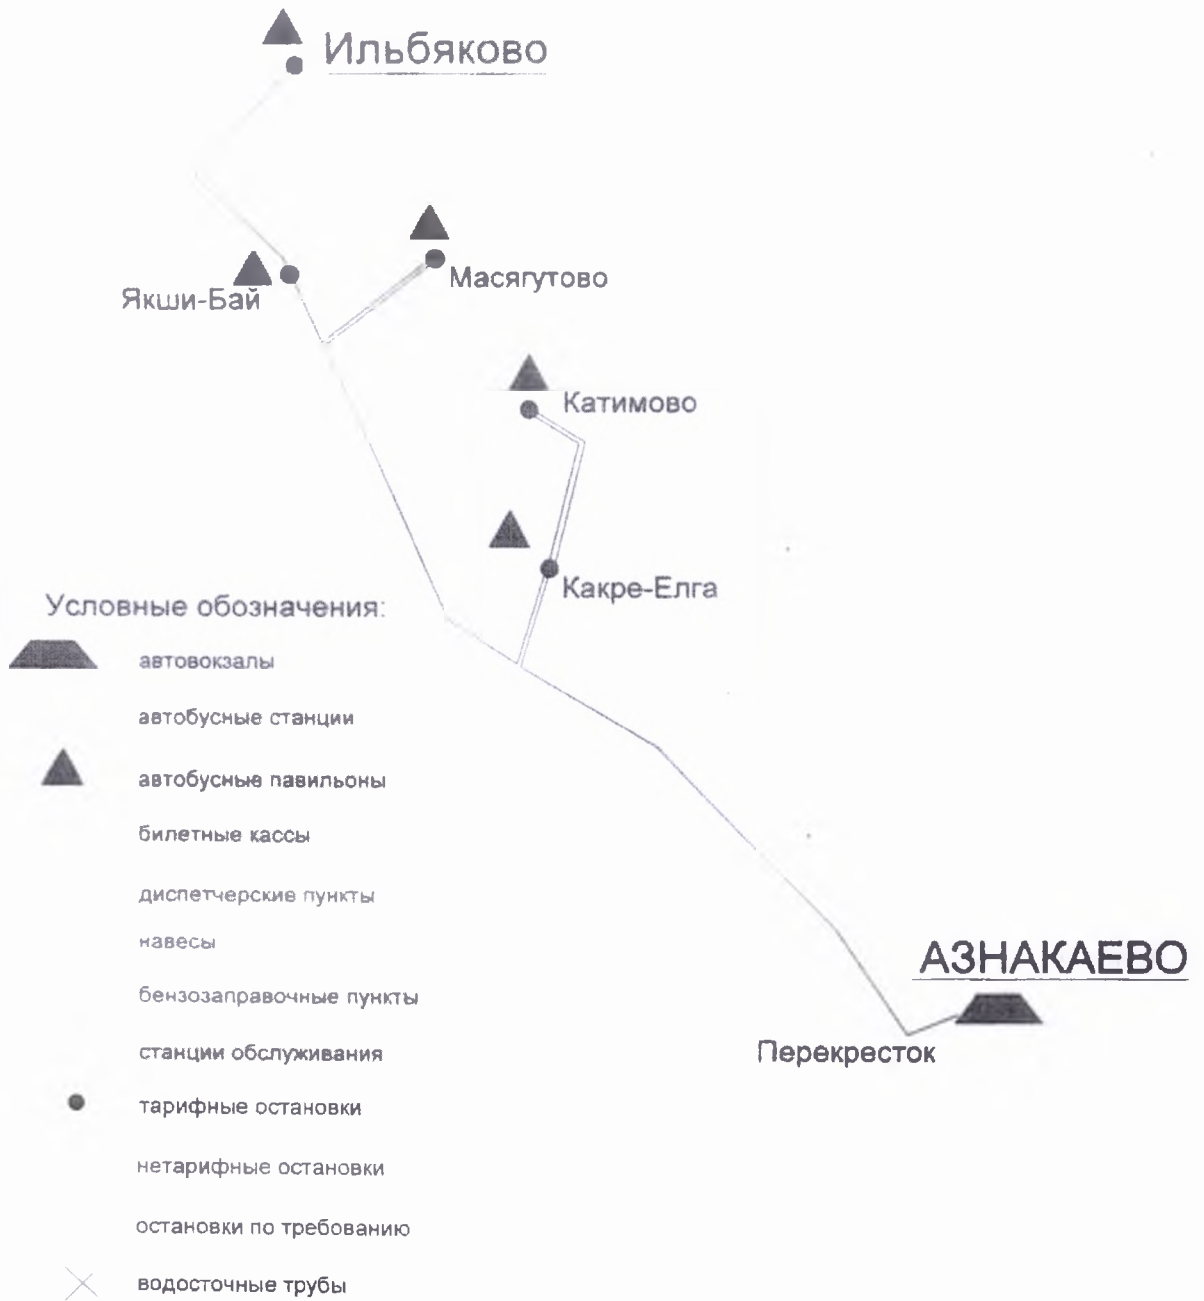 Ильбяково
Масягутово
Якши-Бай
Катимово
Какре-Елга
Условные обозначения:
автовокзалы
автобусные станции
автобусные павильоны
билетные кассы
диспетчерские пункты
навесы
бензозаправочные пункты
станции обслуживания
тарифные остановки
нетарифные остановки
остановки по требованию
водосточные трубы
АЗНАКАЕВО
Перекресток